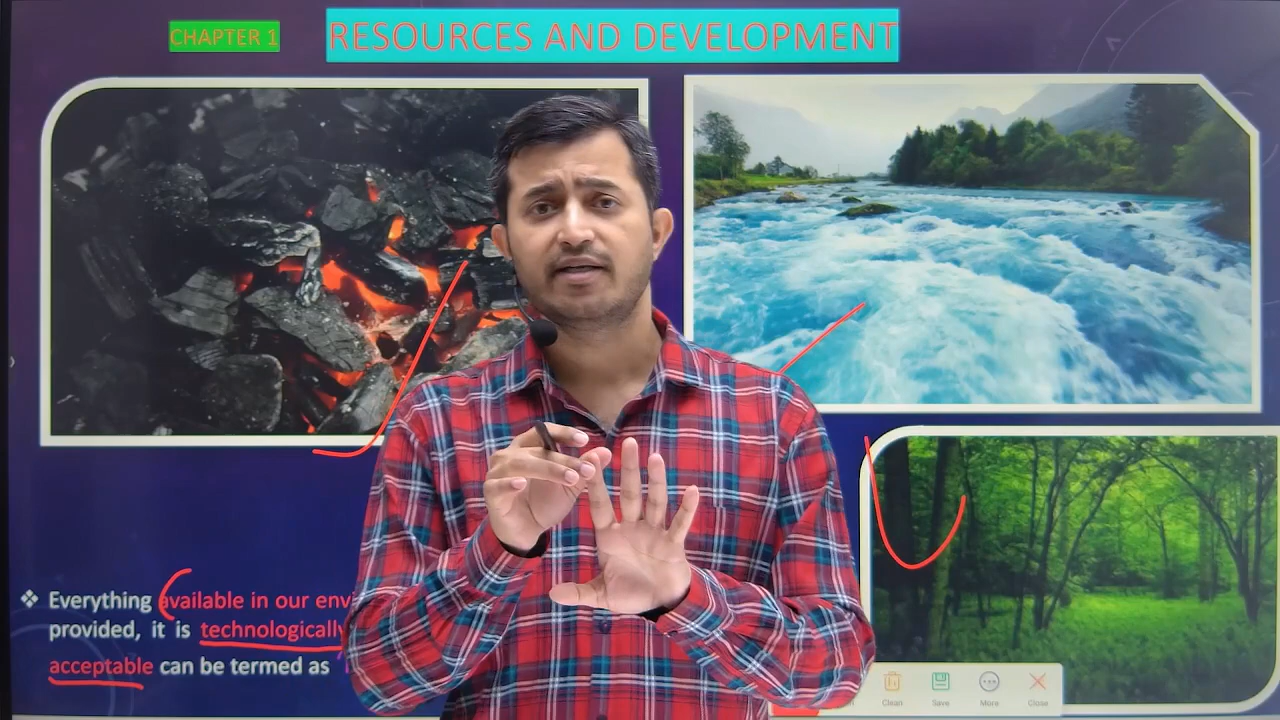 CHAPTER 1
RESOURCES AND DEVELOPMENT
❖ Everything available in our
provided, it is technologically
acceptable can be termed as
Clean Save More Close